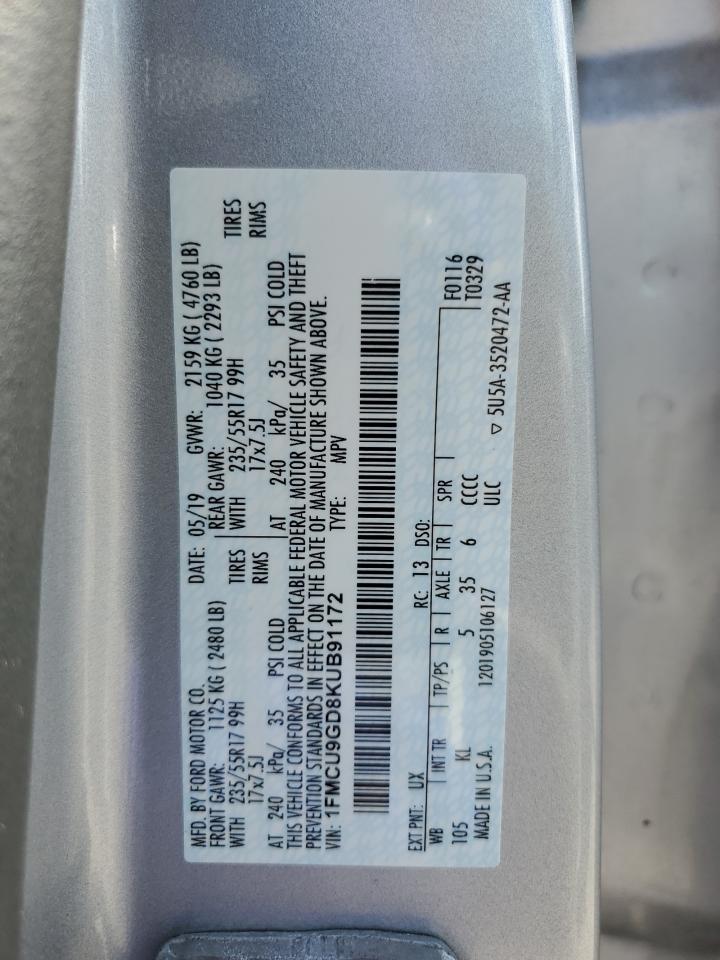 MFD. BY FORD MOTOR CO.
DATE: 05/19 GVWR: 2159 KG ( 4760 LB)
FRONT GAWR: 1125 KG ( 2480 LB)
REAR GAWR: 1040 KG ( 2293 LB)
WITH 235/55R17 99H TIRES
WITH 235/55R17 99H TIRES
17x7.5J RIMS
17x7.5J RIMS
AT 240 kPa/ 35 PSI COLD
AT 240 kPa/ 35 PSI COLD
THIS VEHICLE CONFORMS TO ALL APPLICABLE FEDERAL MOTOR VEHICLE SAFETY AND THEFT
PREVENTION STANDARDS IN EFFECT ON THE DATE OF MANUFACTURE SHOWN ABOVE.
VIN: 1FMCU9GD8KUB91172 TYPE: MPV
EXT PNT: UX RC: 13 DSO:
WB INT TR TP/PS R AXLE TR SPR F0116
105 KL 5 35 6 CCCC T0329
MADE IN U.S.A. 1201905106127 ULC
▽ 5U5A-3520472-AA